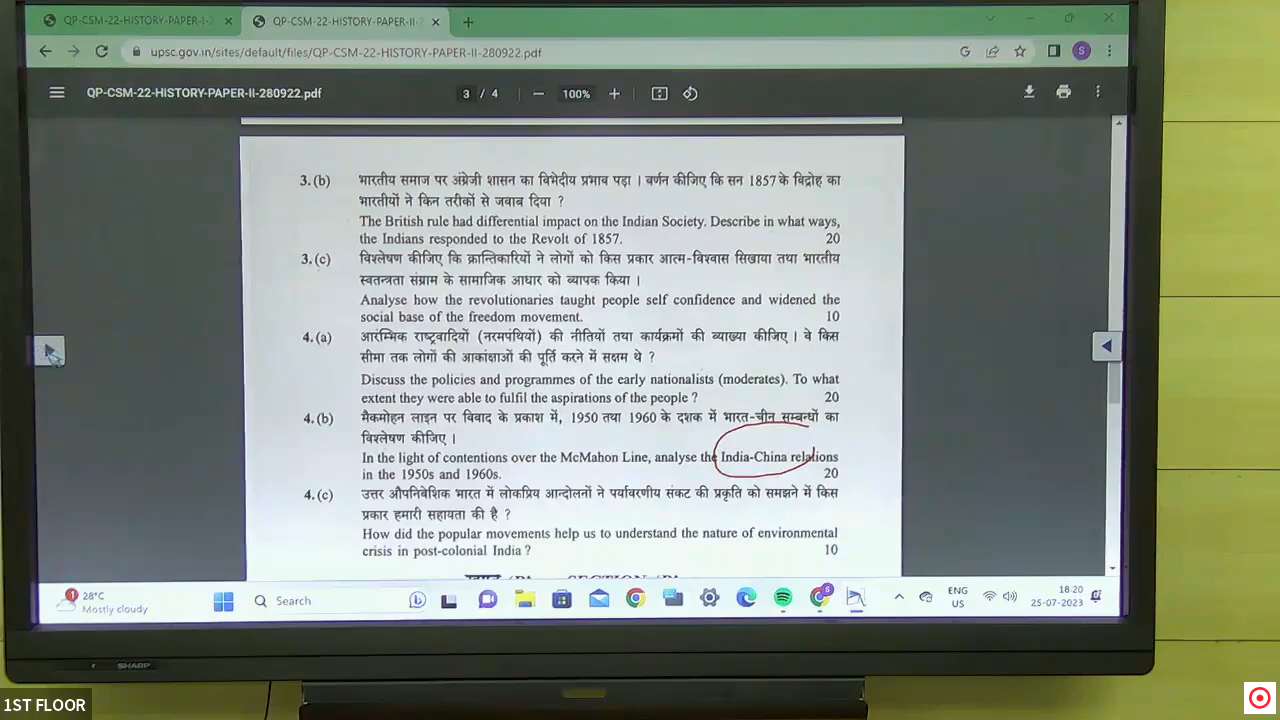 QP-CSM-22-HISTORY-PAPER-I-2
QP-CSM-22-HISTORY-PAPER-II-2
upsc.gov.in/sites/default/files/QP-CSM-22-HISTORY-PAPER-II-280922.pdf
G
S
QP-CSM-22-HISTORY-PAPER-II-280922.pdf
3 / 4
100%
3.(b) भारतीय समाज पर अंग्रेजी शासन का विभेदीय प्रभाव पड़ा । वर्णन कीजिए कि सन 1857 के विद्रोह का
भारतीयों ने किन तरीकों से जवाब दिया ?
The British rule had differential impact on the Indian Society. Describe in what ways,
the Indians responded to the Revolt of 1857. 20
3.(c) विश्लेषण कीजिए कि क्रान्तिकारियों ने लोगों को किस प्रकार आत्म-विश्वास सिखाया तथा भारतीय
स्वतन्त्रता संग्राम के सामाजिक आधार को व्यापक किया ।
Analyse how the revolutionaries taught people self confidence and widened the
social base of the freedom movement. 10
4.(a) आरंम्भिक राष्ट्रवादियों (नरमपंथियों) की नीतियों तथा कार्यक्रमों की व्याख्या कीजिए । वे किस
सीमा तक लोगों की आकांक्षाओं की पूर्ति करने में सक्षम थे ?
Discuss the policies and programmes of the early nationalists (moderates). To what
extent they were able to fulfil the aspirations of the people ? 20
4.(b) मैकमोहन लाइन पर विवाद के प्रकाश में, 1950 तथा 1960 के दशक में भारत-चीन सम्बन्धों का
विश्लेषण कीजिए ।
In the light of contentions over the McMahon Line, analyse the India-China relations
in the 1950s and 1960s. 20
4.(c) उत्तर औपनिवेशिक भारत में लोकप्रिय आन्दोलनों ने पर्यावरणीय संकट की प्रकृति को समझने में किस
प्रकार हमारी सहायता की है ?
How did the popular movements help us to understand the nature of environmental
crisis in post-colonial India ? 10
1
28°C
Mostly cloudy
Search
S
ENG
US
18:20
25-07-2023
SHARP
1ST FLOOR